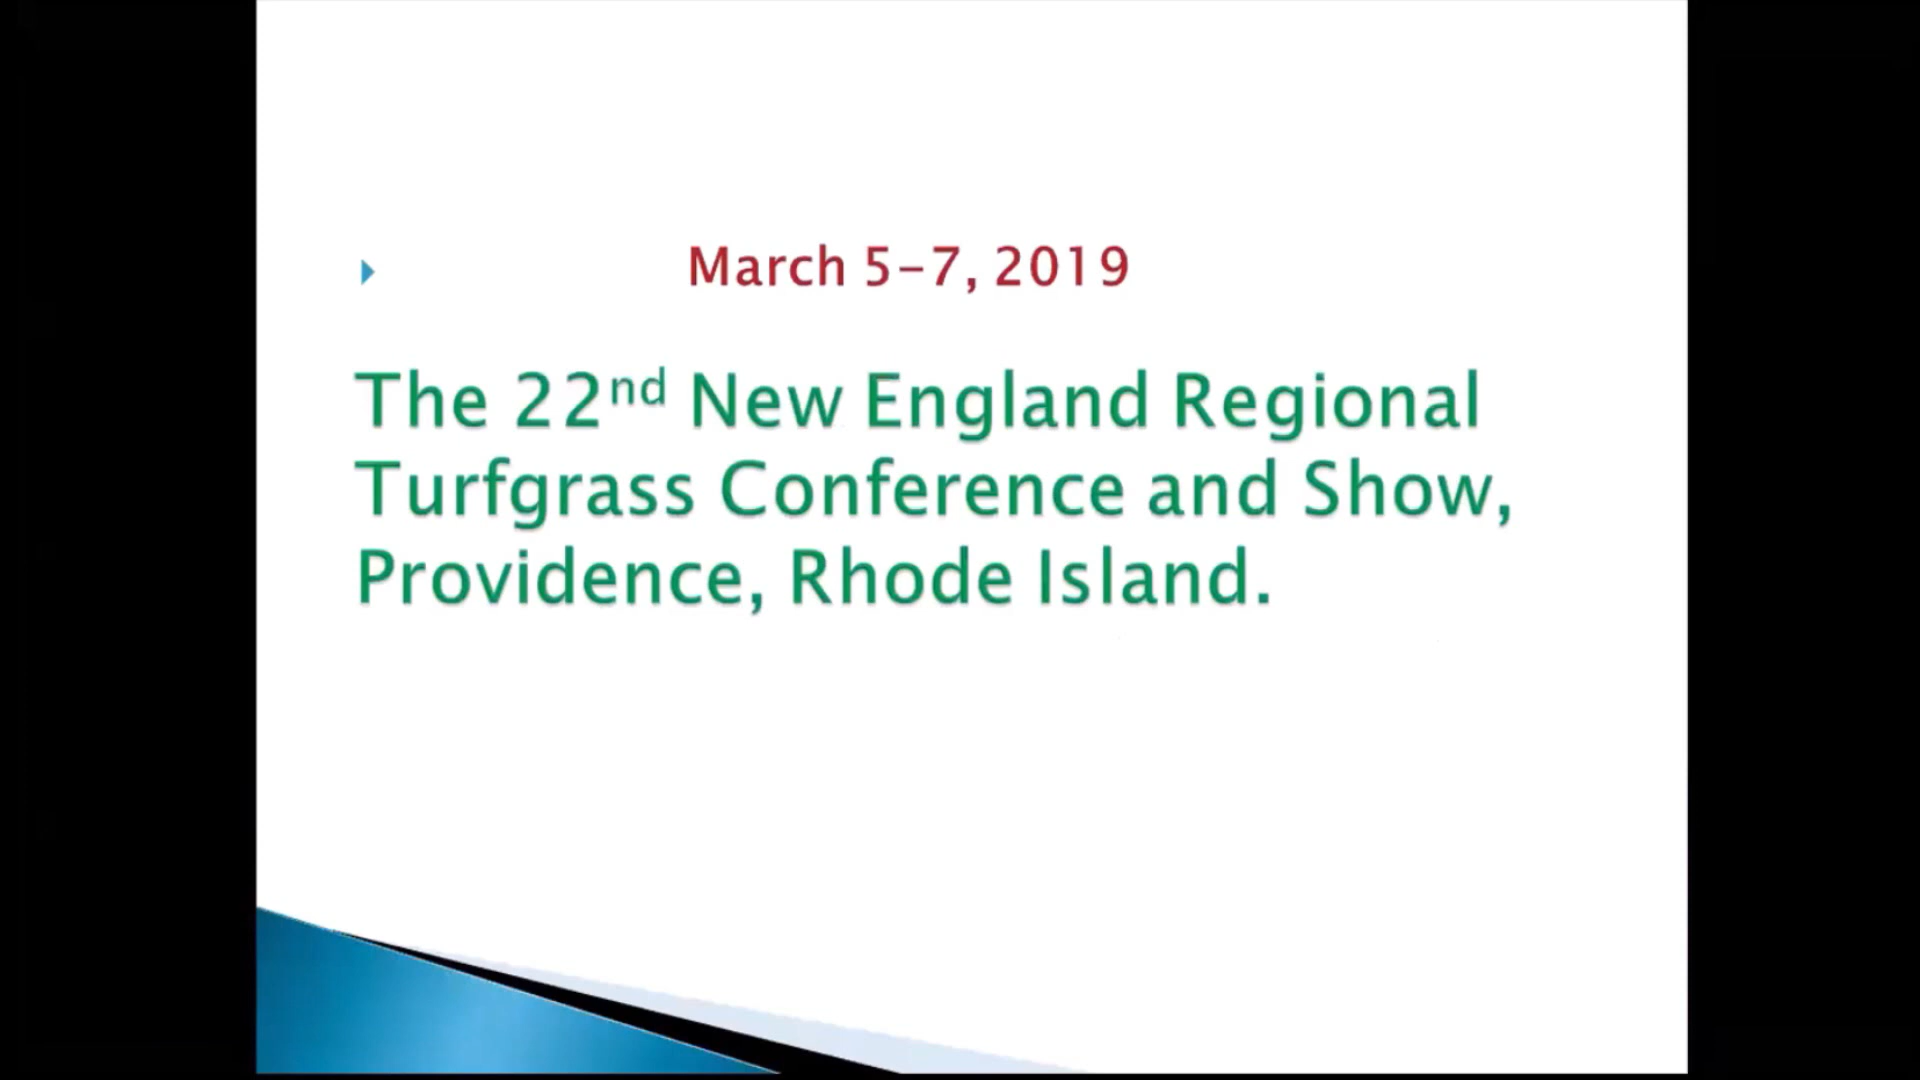 March 5-7, 2019
The 22nd New England Regional
Turfgrass Conference and Show,
Providence, Rhode Island.